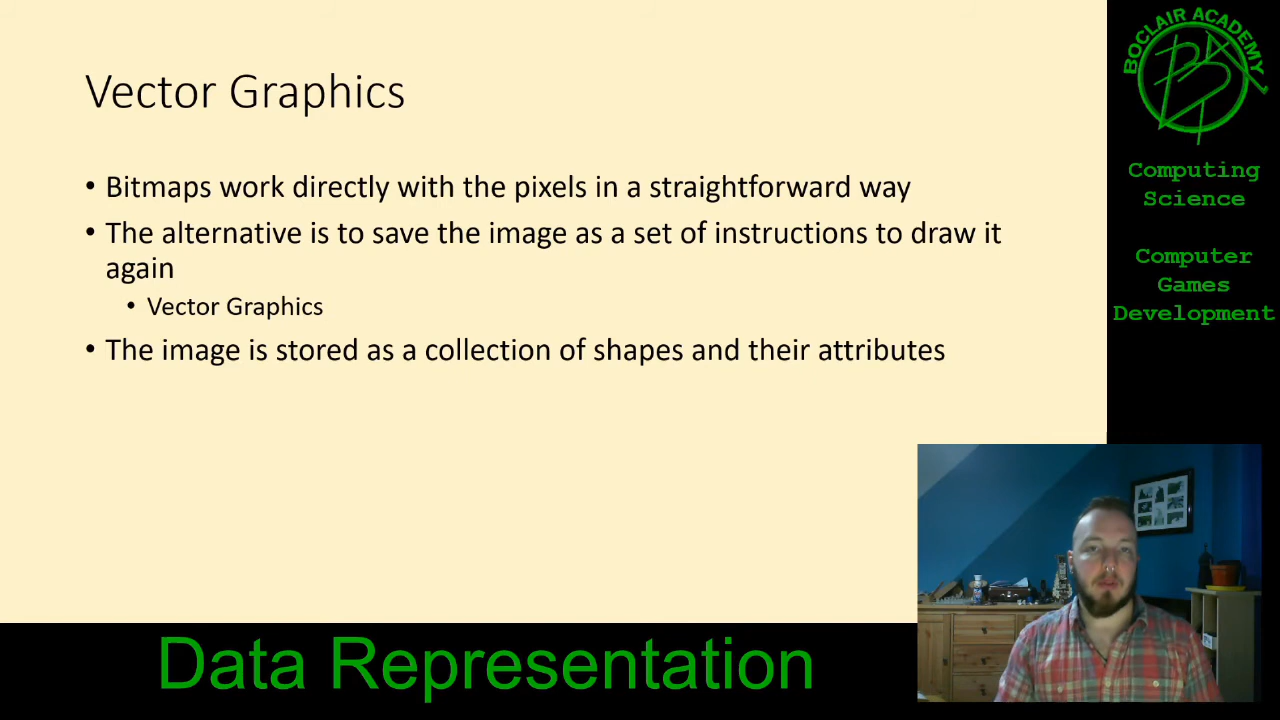 Vector Graphics
• Bitmaps work directly with the pixels in a straightforward way
• The alternative is to save the image as a set of instructions to draw it
again
• Vector Graphics
• The image is stored as a collection of shapes and their attributes
BOCLAIR ACADEMY
Computing
Science
Computer
Games
Development
Data Representation